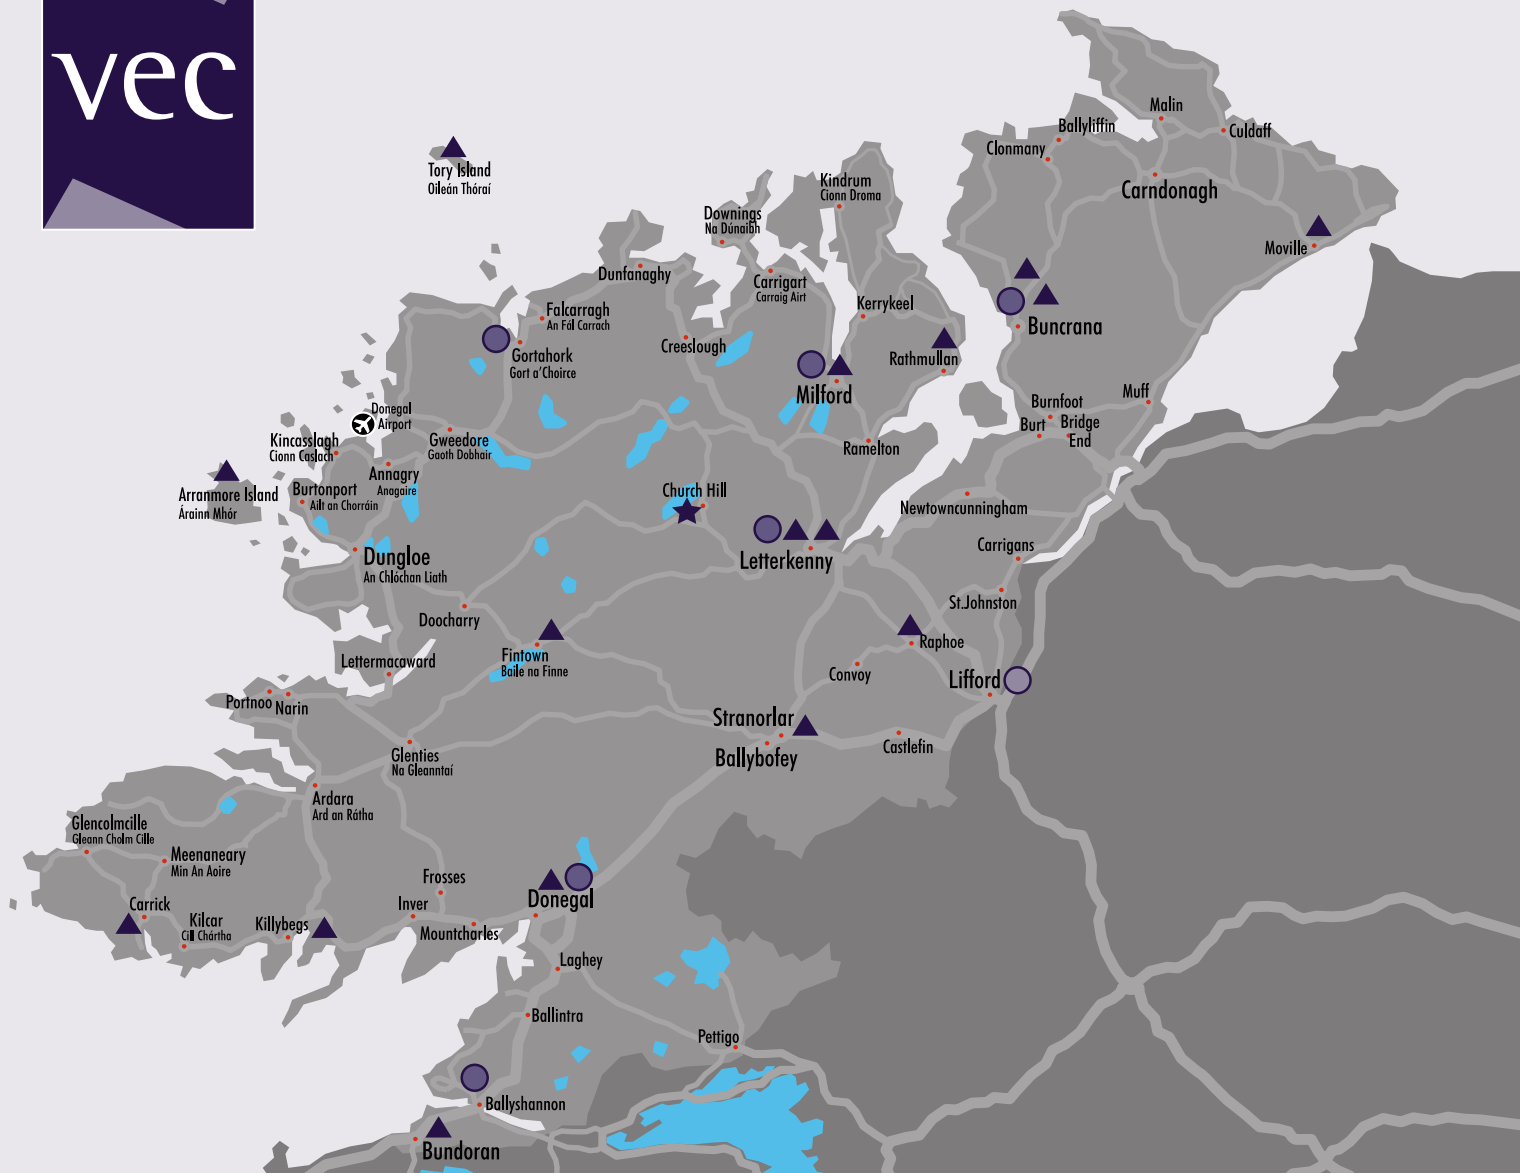 vec
Malin
Ballyliffin
Culdaff
Clonmany
Tory Island
Oileán Thóraí
Kindrum
Cionn Droma
Carndonagh
Downings
Na Dúnaibh
Moville
Dunfanaghy
Carrigart
Carraig Airt
Falcarragh
An Fál Carrach
Kerrykeel
Buncrana
Creeslough
Gortahork
Gort a'Choirce
Rathmullan
Milford
Muff
Donegal
Airport
Burnfoot
Burt
Bridge
End
Kincasslagh
Cionn Caslach
Gweedore
Gaoth Dobhair
Ramelton
Annagry
Anagaire
Arranmore Island
Árainn Mhór
Burtonport
Ailt an Chorráin
Church Hill
Newtowncunningham
Carrigans
Dungloe
An Chlóchan Liath
Letterkenny
St.Johnston
Doocharry
Raphoe
Fintown
Baile na Finne
Lettermacaward
Convoy
Lifford
Portnoo
Narin
Stranorlar
Ballybofey
Castlefin
Glenties
Na Gleanntaí
Ardara
Ard an Rátha
Glencolmcille
Gleann Cholm Cille
Meenaneary
Min An Aoire
Frosses
Inver
Donegal
Carrick
Kilcar
Cill Chártha
Killybegs
Mountcharles
Laghey
Ballintra
Pettigo
Ballyshannon
Bundoran